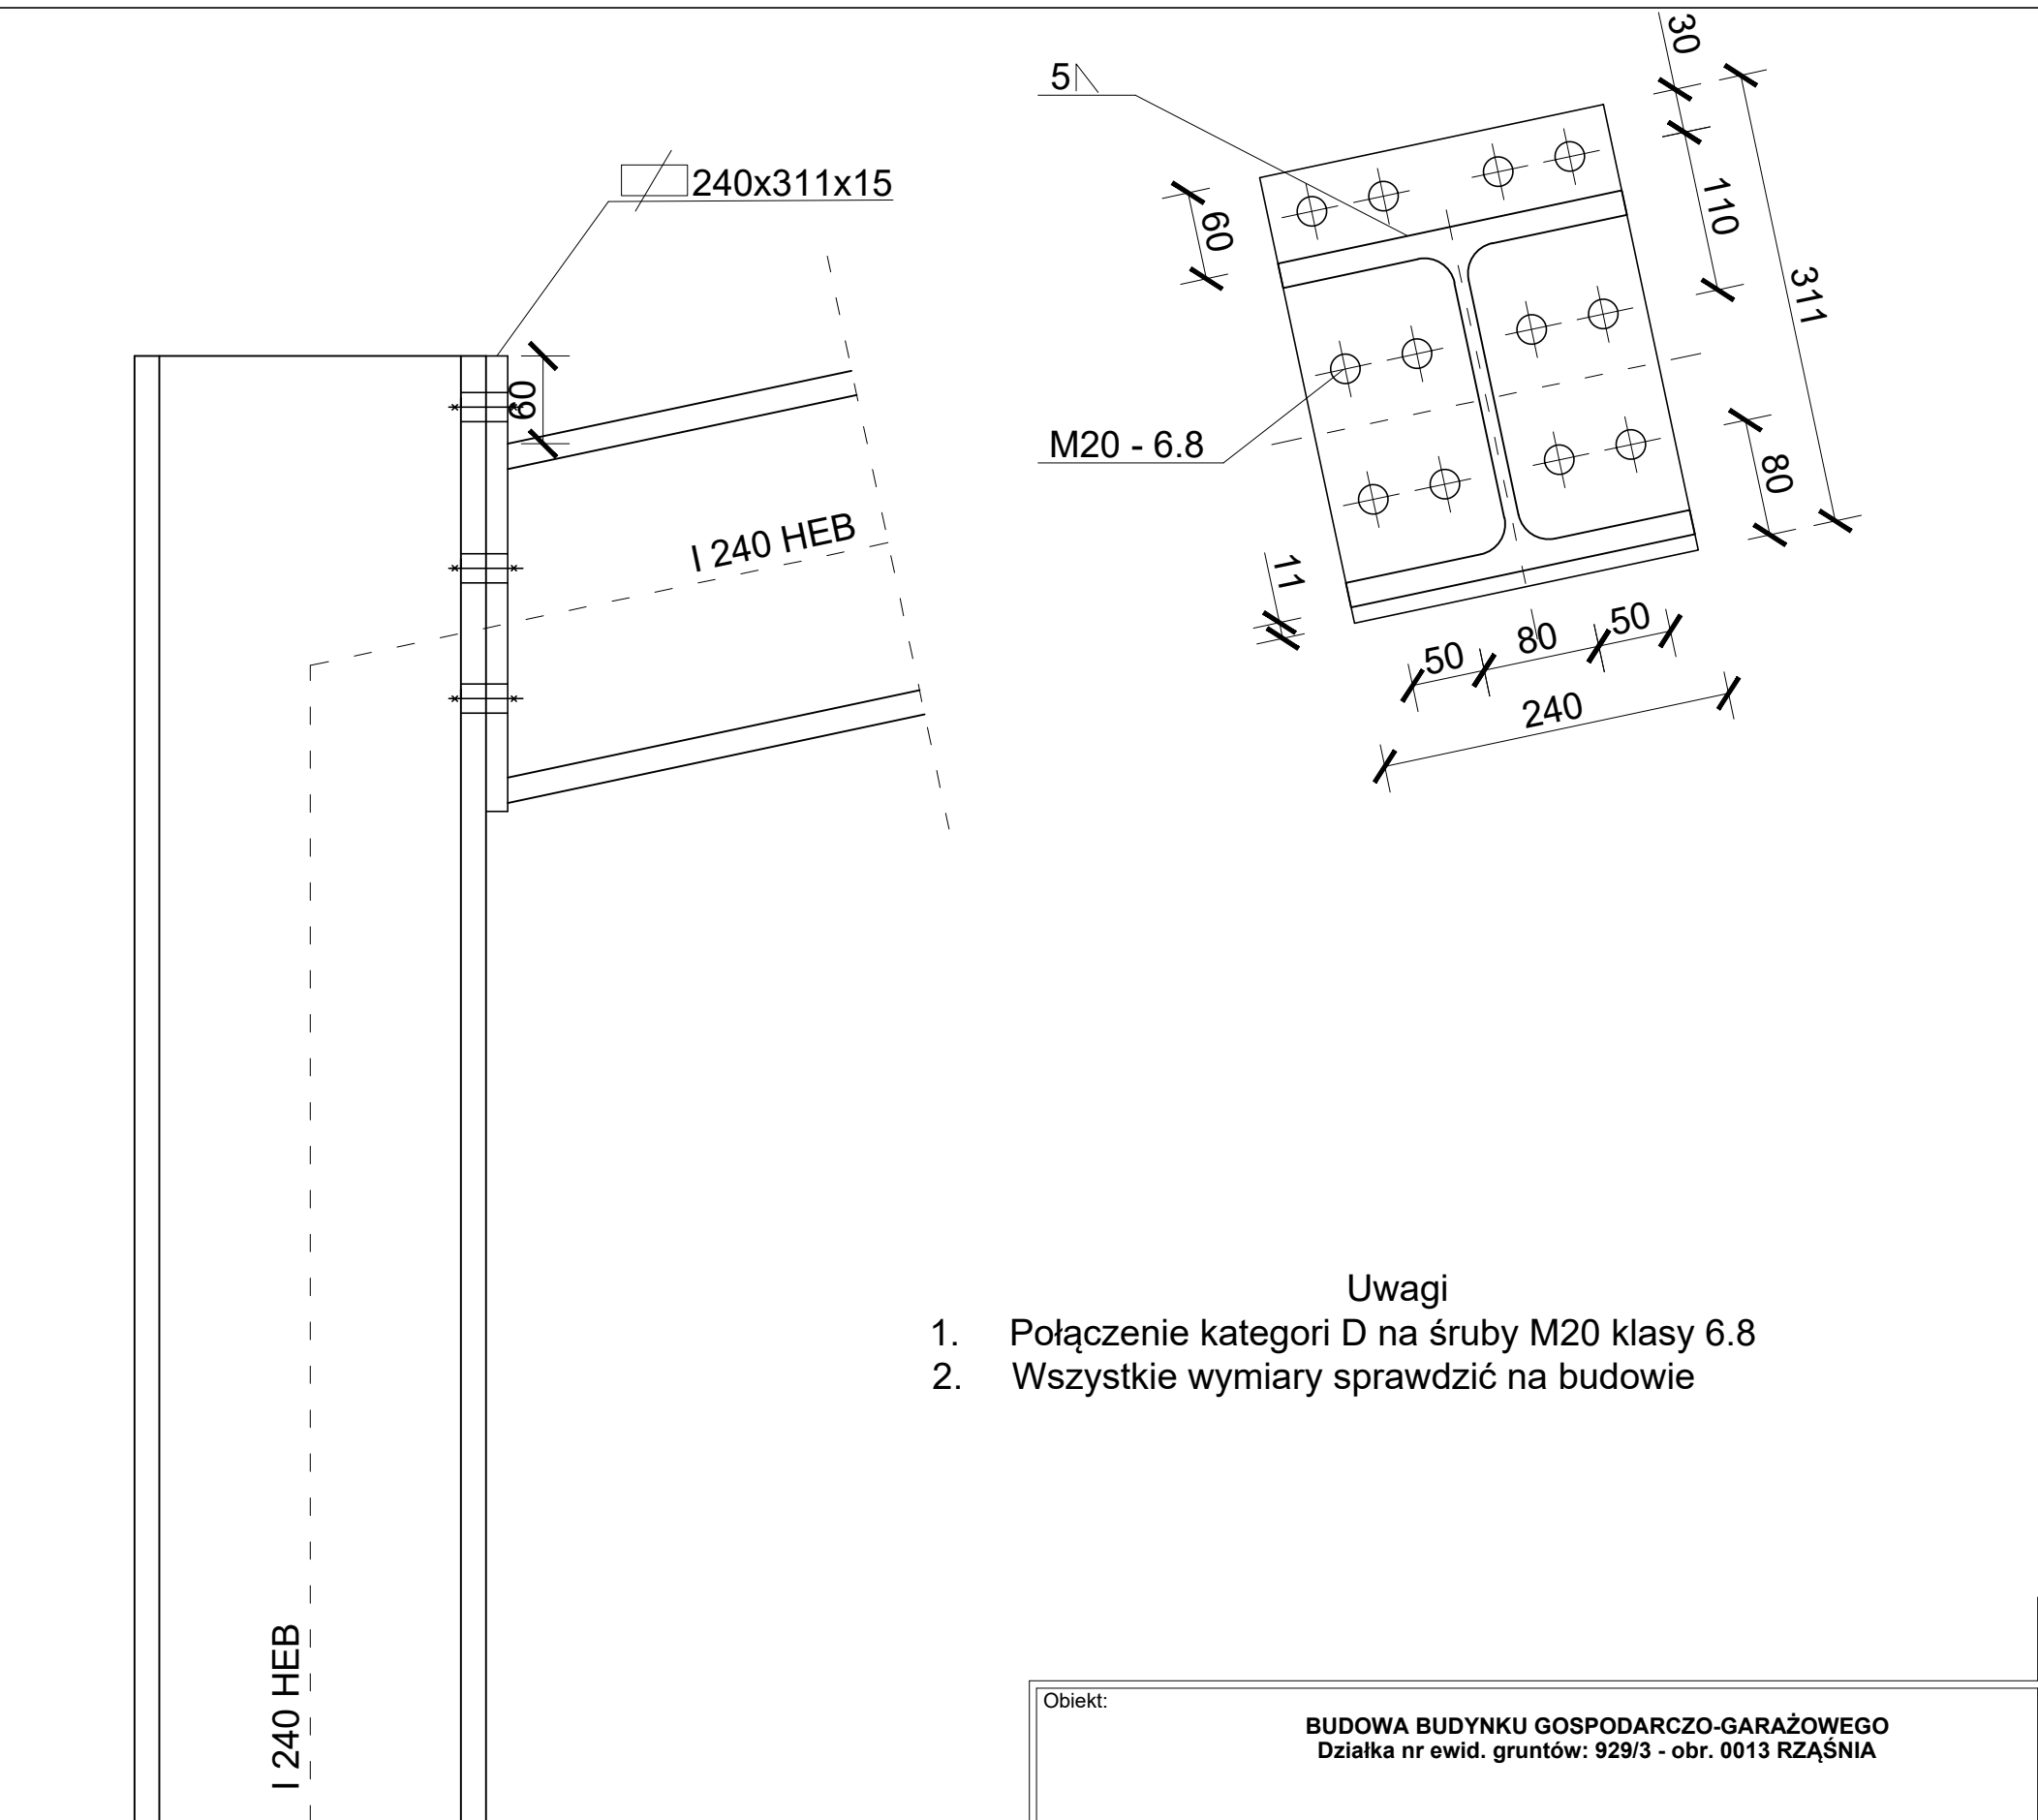 30
5
240x311x15
60
110
311
60
M20 - 6.8
80
I 240 HEB
11
50
80
50
240
Uwagi
1. Połączenie kategori D na śruby M20 klasy 6.8
2. Wszystkie wymiary sprawdzić na budowie
I 240 HEB
Obiekt:
BUDOWA BUDYNKU GOSPODARCZO-GARAŻOWEGO
Działka nr ewid. gruntów: 929/3 - obr. 0013 RZĄŚNIA